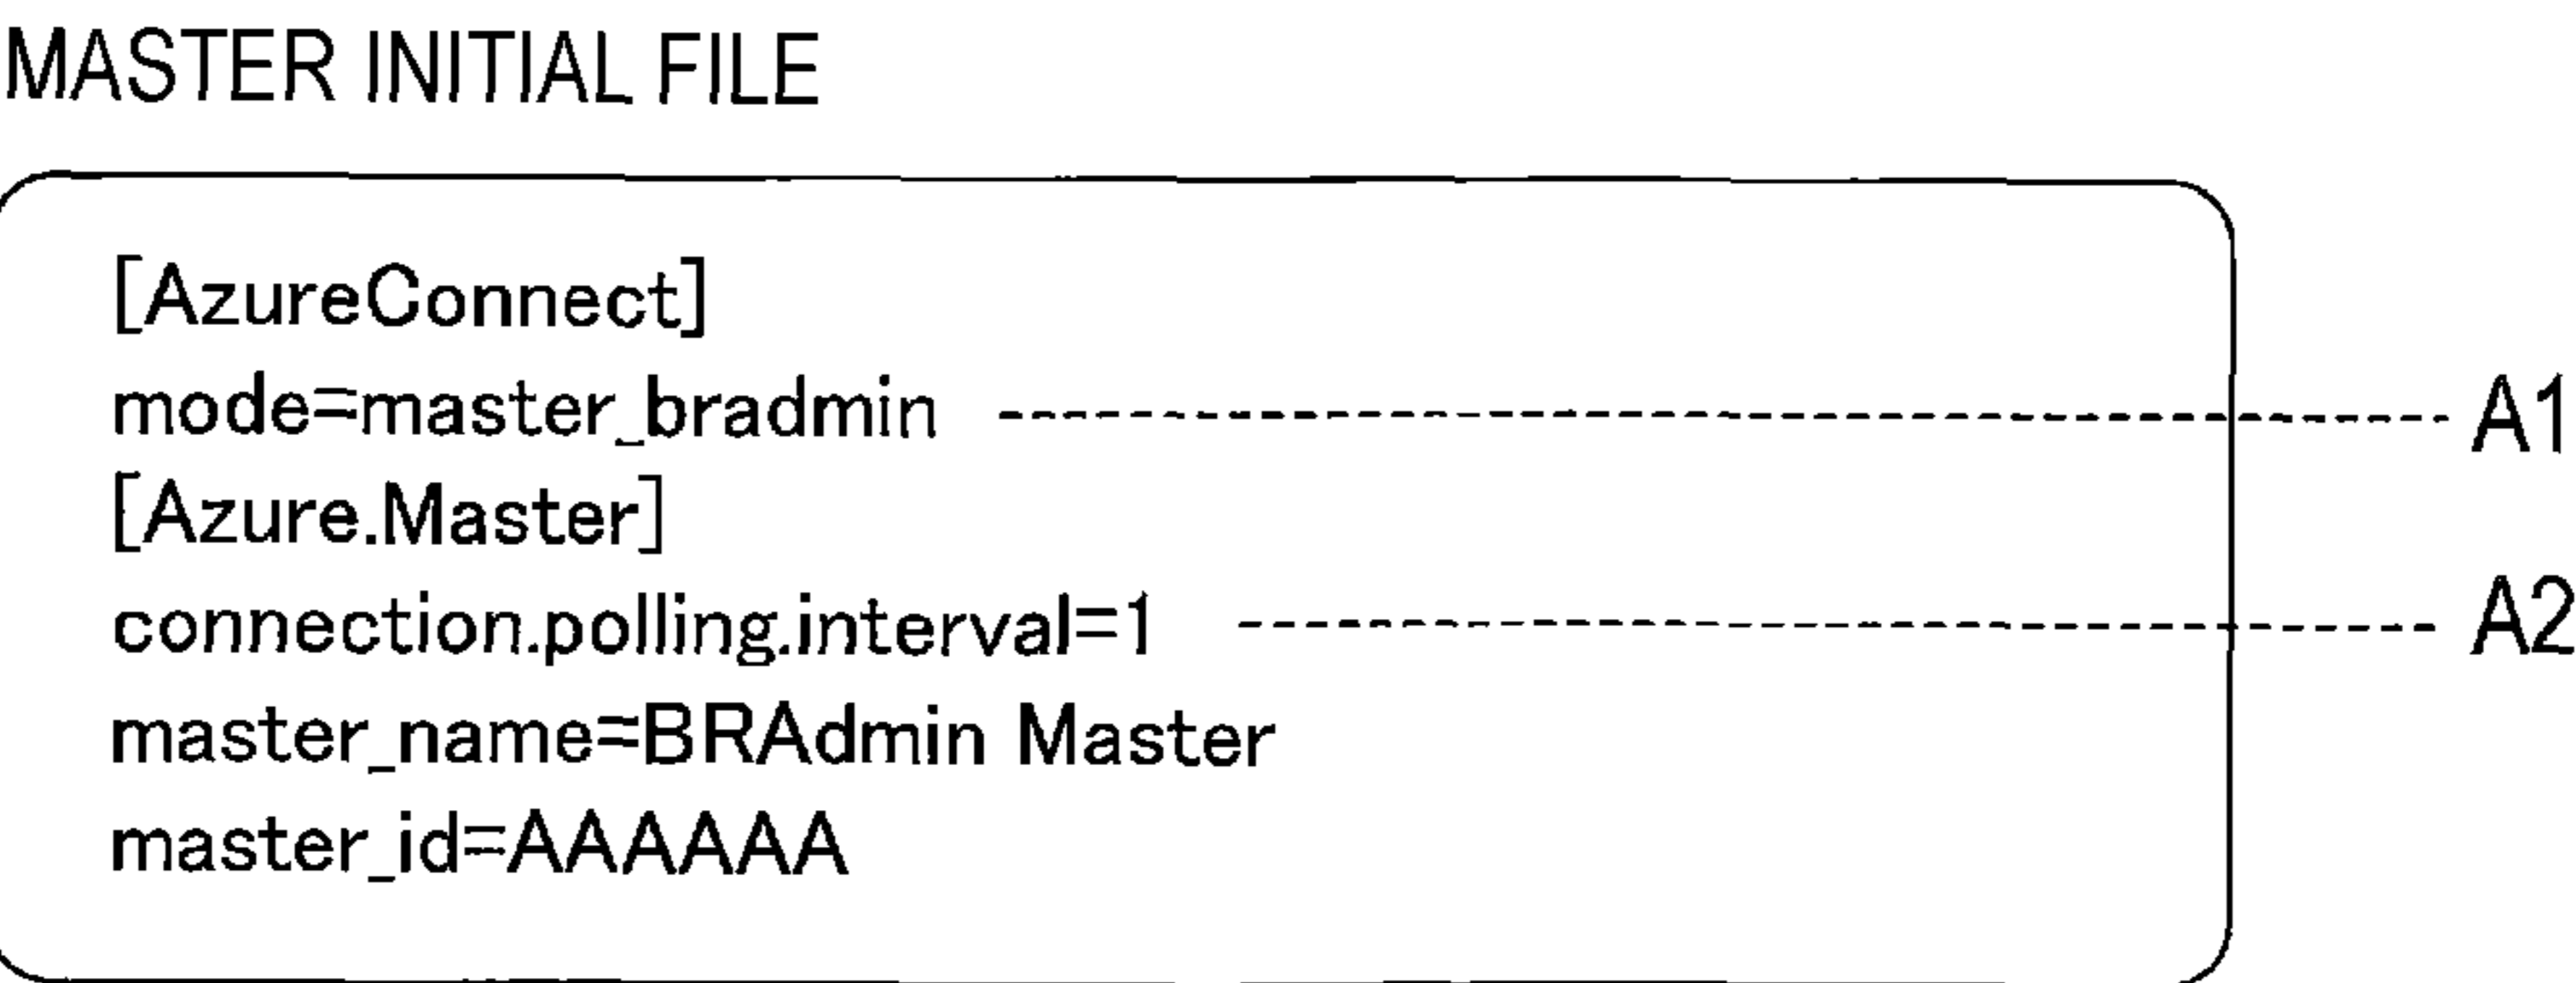 MASTER INITIAL FILE
[AzureConnect]
mode=master_bradmin A1
[Azure.Master]
connection.polling.interval=1 A2
master_name=BRAdmin Master
master_id=AAAAAA